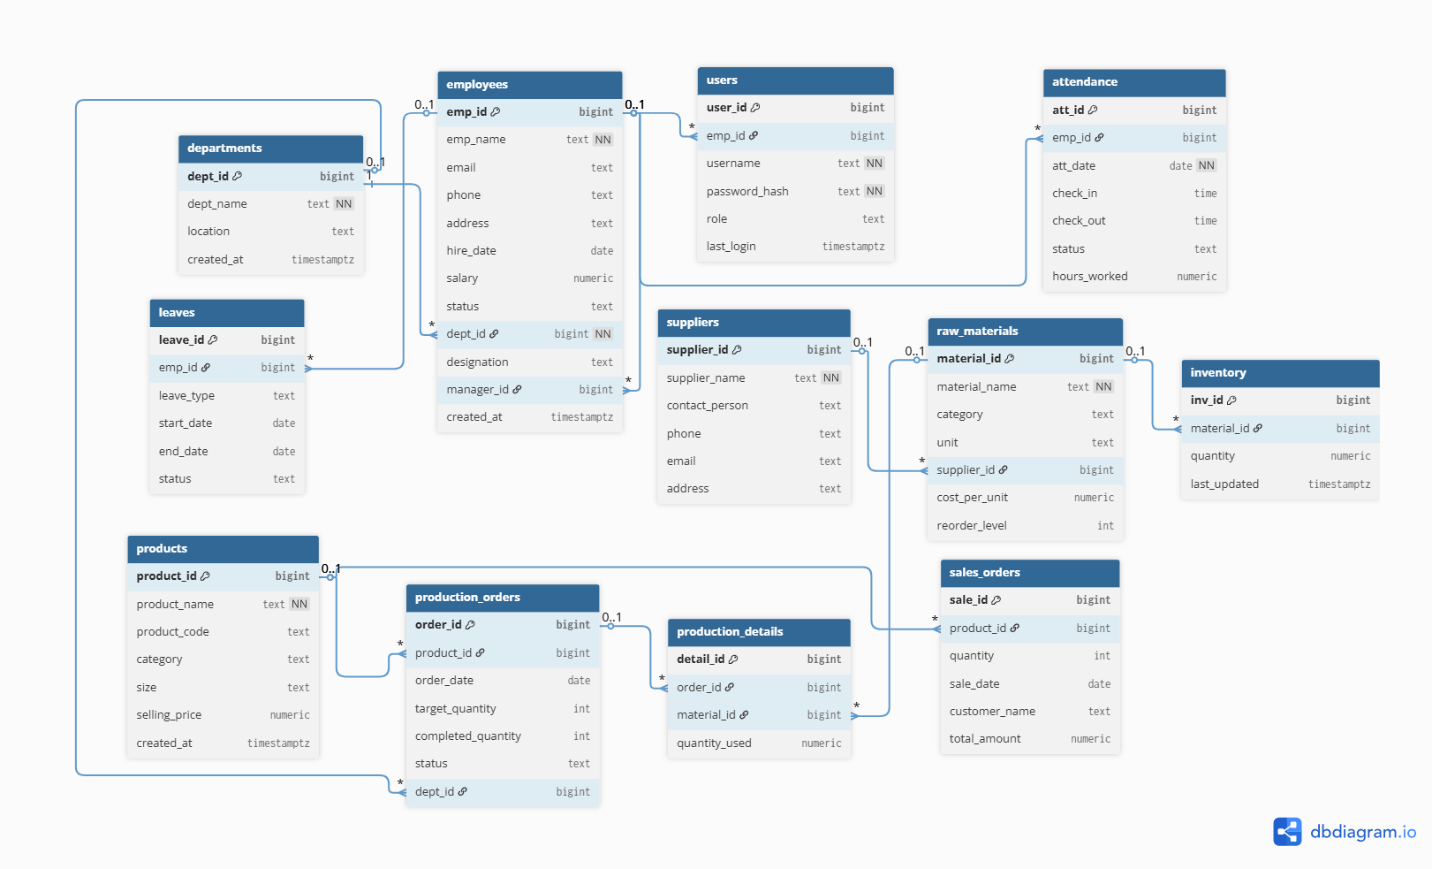 employees
emp_id bigint
emp_name text NN
email text
phone text
address text
hire_date date
salary numeric
status text
dept_id bigint NN
designation text
manager_id bigint
created_at timestamptz
0..1
0..1
*
*
users
user_id bigint
emp_id bigint
username text NN
password_hash text NN
role text
last_login timestamptz
*
attendance
att_id bigint
emp_id bigint
att_date date NN
check_in time
check_out time
status text
hours_worked numeric
*
departments
dept_id bigint
dept_name text NN
location text
created_at timestamptz
0..1
1
leaves
leave_id bigint
emp_id bigint
leave_type text
start_date date
end_date date
status text
*
suppliers
supplier_id bigint
supplier_name text NN
contact_person text
phone text
email text
address text
0..1
raw_materials
material_id bigint
material_name text NN
category text
unit text
supplier_id bigint
cost_per_unit numeric
reorder_level int
0..1
0..1
*
inventory
inv_id bigint
material_id bigint
quantity numeric
last_updated timestamptz
*
products
product_id bigint
product_name text NN
product_code text
category text
size text
selling_price numeric
created_at timestamptz
0..1
production_orders
order_id bigint
product_id bigint
order_date date
target_quantity int
completed_quantity int
status text
dept_id bigint
0..1
*
*
production_details
detail_id bigint
order_id bigint
material_id bigint
quantity_used numeric
*
*
sales_orders
sale_id bigint
product_id bigint
quantity int
sale_date date
customer_name text
total_amount numeric
*
dbdiagram.io